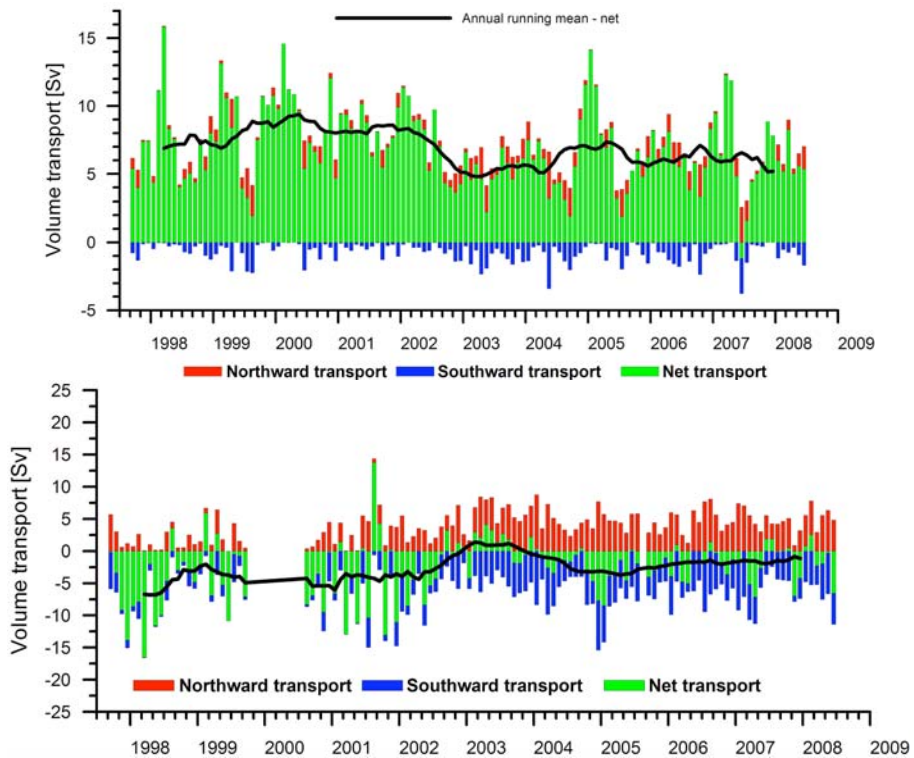 Annual running mean - net
Volume transport [Sv]
15
10
5
0
-5
1998 1999 2000 2001 2002 2003 2004 2005 2006 2007 2008 2009
Northward transport Southward transport Net transport
Volume transport [Sv]
25
20
15
10
5
0
-5
-10
-15
-20
-25
Northward transport Southward transport Net transport
1998 1999 2000 2001 2002 2003 2004 2005 2006 2007 2008 2009